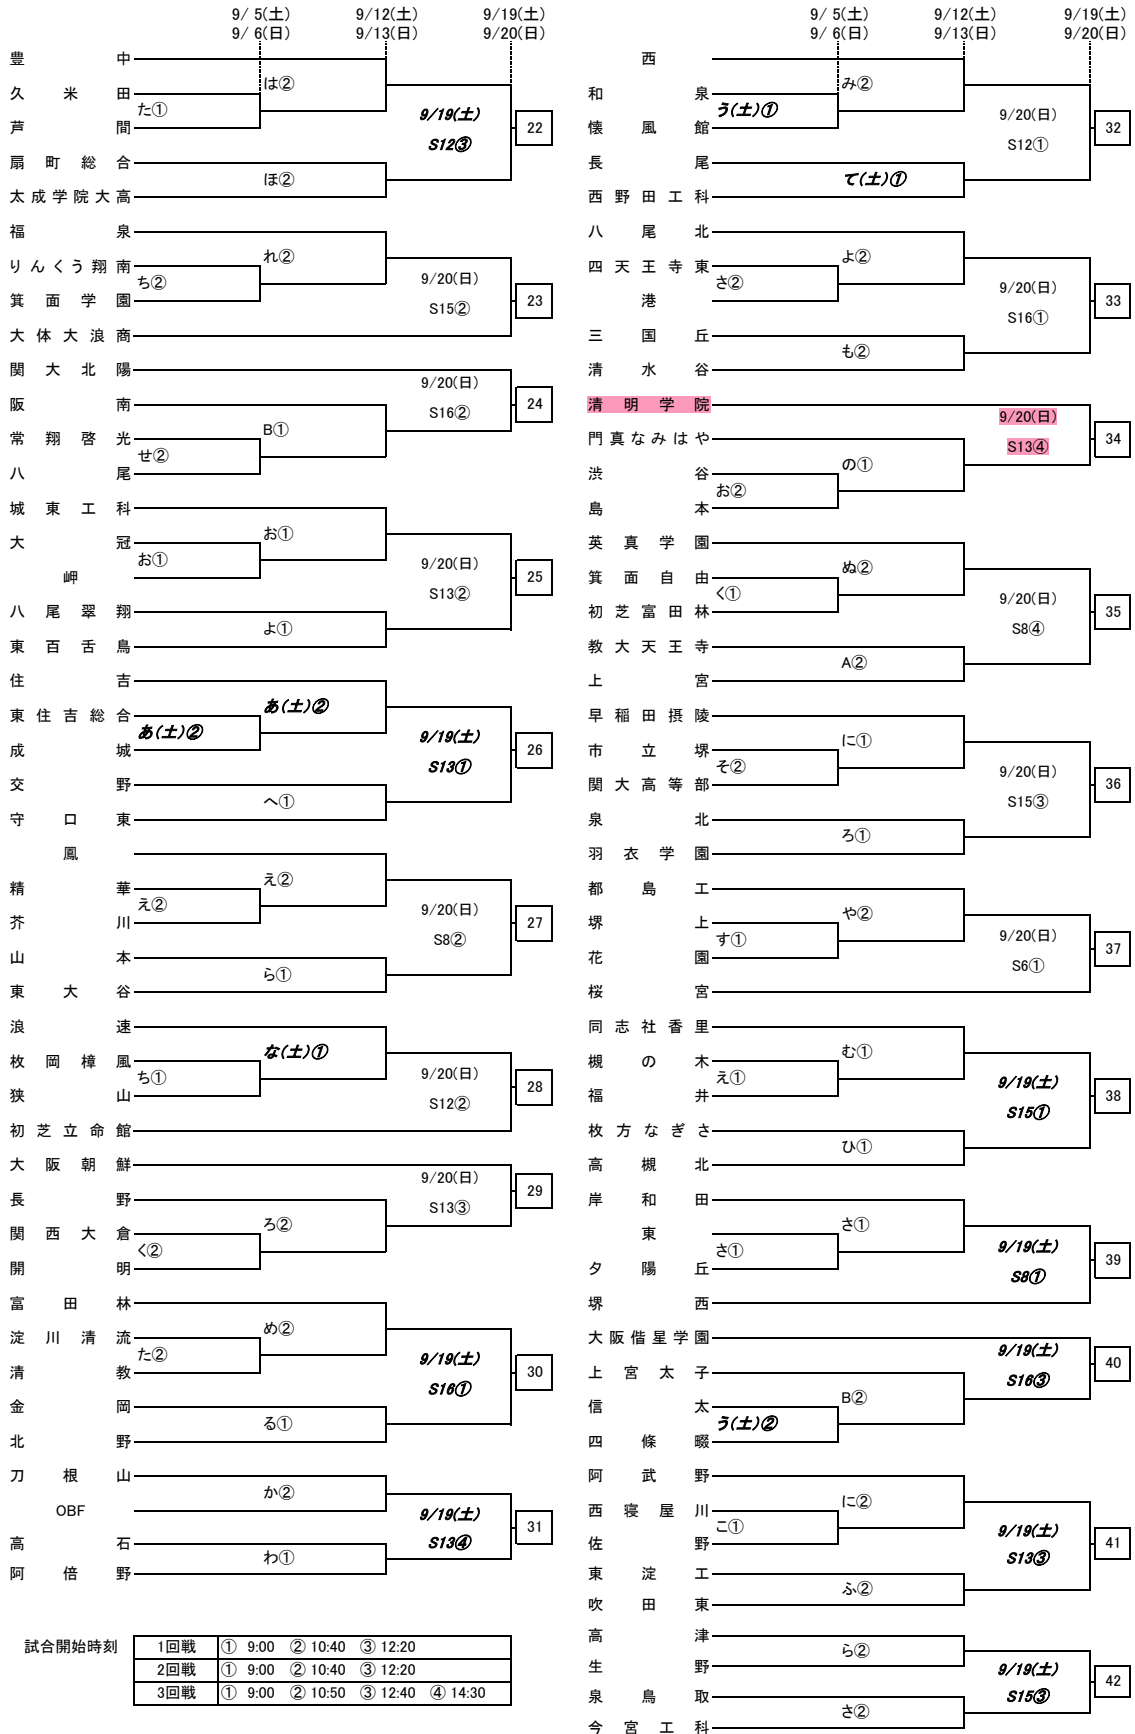 9/ 5(土) 9/12(土) 9/19(土)
9/ 6(日) 9/13(日) 9/20(日)
豊中
は②
久米田
た①
芦間
9/19(土)
S12③
22
扇町総合
ほ②
太成学院大高
福泉
れ②
りんくう翔南
ち②
箕面学園
9/20(日)
S15②
23
大体大浪商
関大北陽
9/20(日)
S16②
24
阪南
B①
常翔啓光
せ②
八尾
城東工科
お①
大冠
お①
岬
9/20(日)
S13②
25
八尾翠翔
よ①
東百舌鳥
住吉
あ(土)②
東住吉総合
あ(土)②
成城
9/19(土)
S13①
26
交野
へ①
守口東
鳳
え②
精華
え②
芥川
9/20(日)
S8②
27
山本
ら①
東大谷
浪速
な(土)①
枚岡樟風
ち①
狭山
9/20(日)
S12②
28
初芝立命館
大阪朝鮮
9/20(日)
S13③
29
長野
ろ②
関西大倉
く②
開明
富田林
め②
淀川清流
た②
清教
9/19(土)
S16①
30
金岡
る①
北野
刀根山
か②
OBF
9/19(土)
S13④
31
高石
わ①
阿倍野
試合開始時刻
1回戦 ① 9:00 ② 10:40 ③ 12:20
2回戦 ① 9:00 ② 10:40 ③ 12:20
3回戦 ① 9:00 ② 10:50 ③ 12:40 ④ 14:30
9/ 5(土) 9/12(土) 9/19(土)
9/ 6(日) 9/13(日) 9/20(日)
西
み②
和泉
う(土)①
懐風館
9/20(日)
S12①
32
長尾
て(土)①
西野田工科
八尾北
よ②
四天王寺東
さ②
港
9/20(日)
S16①
33
三国丘
も②
清水谷
清明学院
9/20(日)
S13④
34
門真なみはや
の①
渋谷
お②
島本
英真学園
ぬ②
箕面自由
く①
初芝富田林
9/20(日)
S8④
35
教大天王寺
A②
上宮
早稲田摂陵
に①
市立堺
そ②
関大高等部
9/20(日)
S15③
36
泉北
ろ①
羽衣学園
都島工
や②
堺上
す①
花園
9/20(日)
S6①
37
桜宮
同志社香里
む①
槻の木
え①
福井
9/19(土)
S15①
38
枚方なぎさ
ひ①
高槻北
岸和田
さ①
東
さ①
夕陽丘
9/19(土)
S8①
39
堺西
大阪偕星学園
9/19(土)
S16③
40
上宮太子
B②
信太
う(土)②
四條畷
阿武野
に②
西寝屋川
こ①
佐野
9/19(土)
S13③
41
東淀工
ふ②
吹田東
高津
ら②
生野
9/19(土)
S15③
42
泉鳥取
さ②
今宮工科